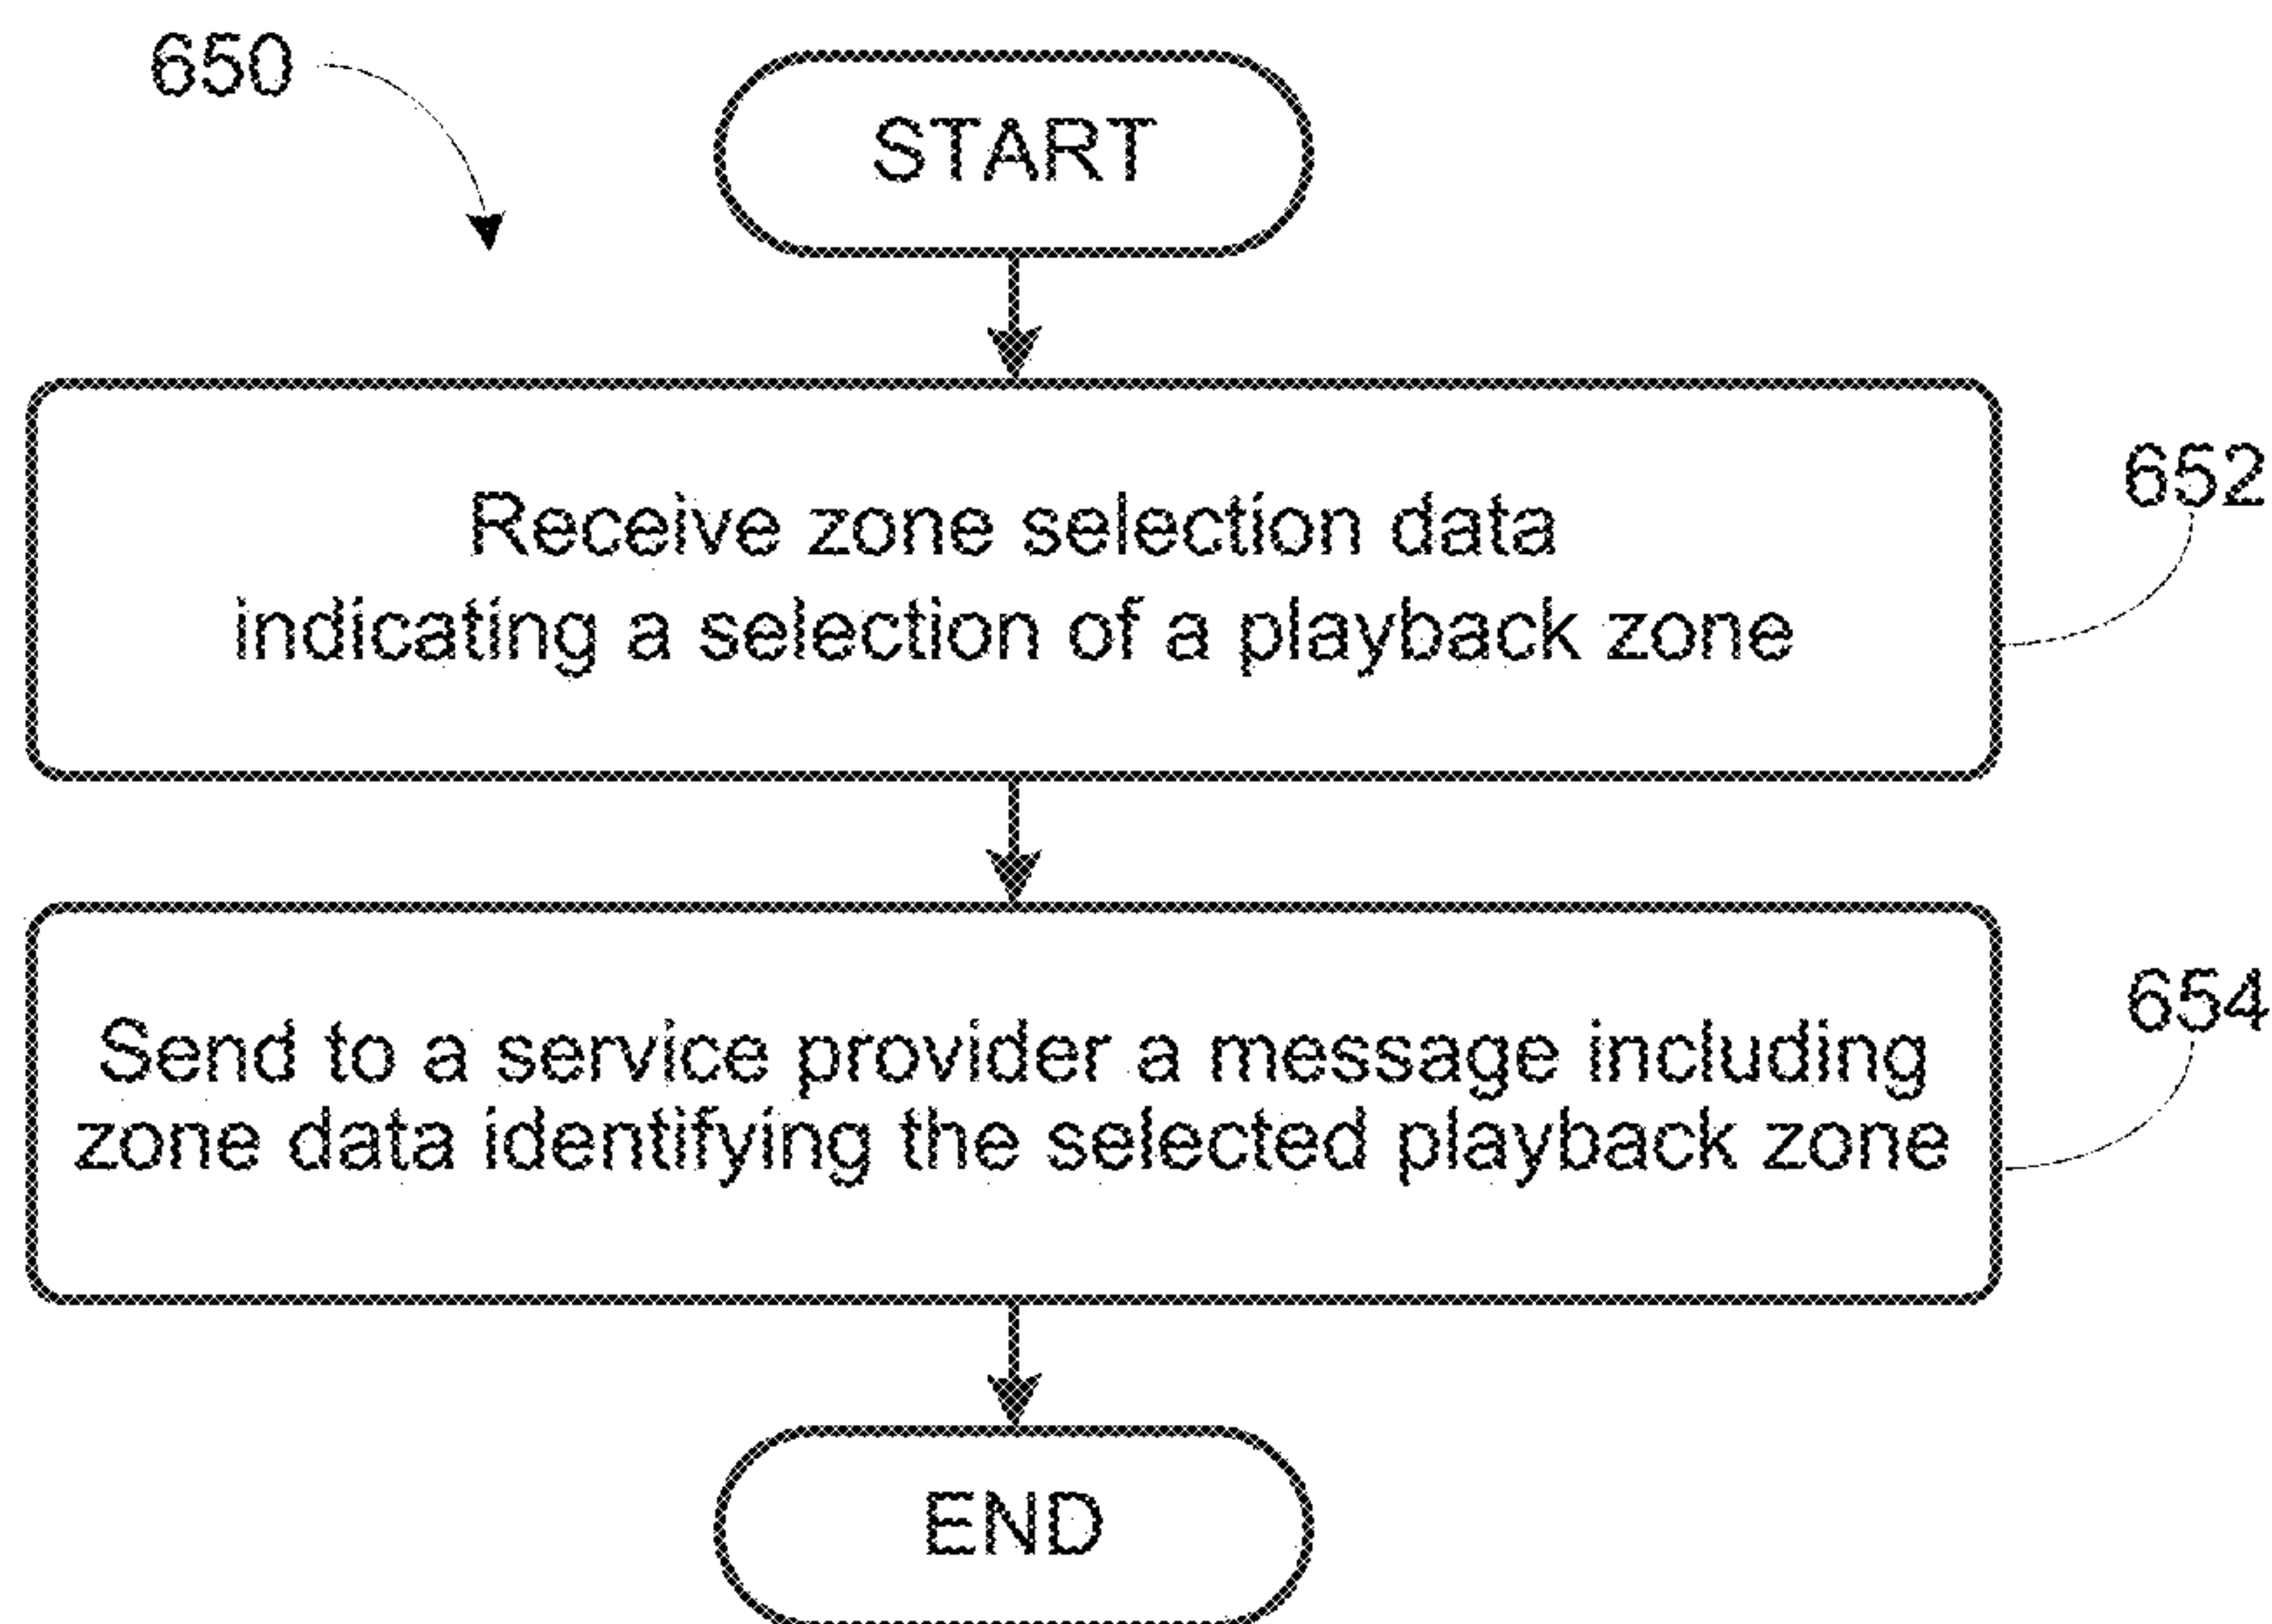 650
START
Receive zone selection data
indicating a selection of a playback zone
652
Send to a service provider a message including
zone data identifying the selected playback zone
654
END